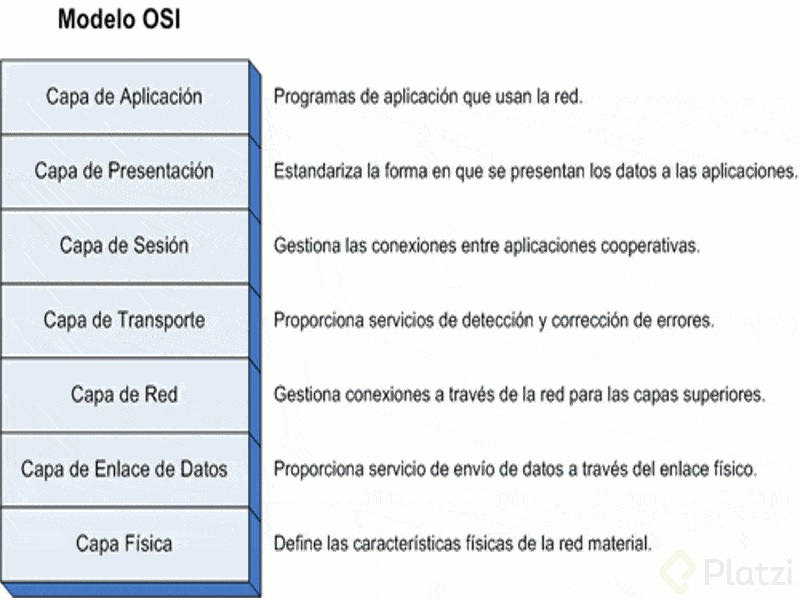 Modelo OSI
Capa de Aplicación
Programas de aplicación que usan la red.
Capa de Presentación
Estandariza la forma en que se presentan los datos a las aplicaciones.
Capa de Sesión
Gestiona las conexiones entre aplicaciones cooperativas.
Capa de Transporte
Proporciona servicios de detección y corrección de errores.
Capa de Red
Gestiona conexiones a través de la red para las capas superiores.
Capa de Enlace de Datos
Proporciona servicio de envío de datos a través del enlace físico.
Capa Física
Define las características físicas de la red material.
Platzi